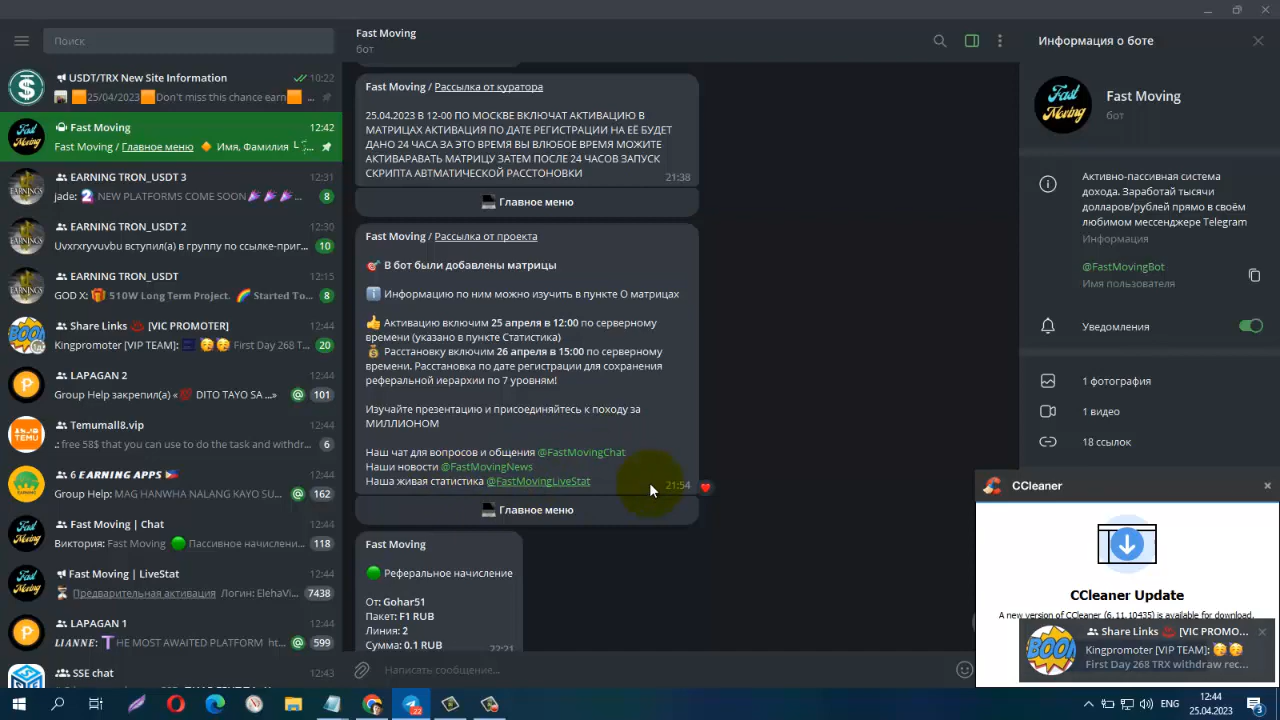 Поиск
USDT/TRX New Site Information 10:22
25/04/2023 Don't miss this chance earn ...
Fast Moving 12:42
Fast Moving / Главное меню Имя, Фамилия
EARNING TRON_USDT 3 12:31
Jade: NEW PLATFORMS COME SOON ... 8
EARNING TRON_USDT 2 12:27
Uvxrxryvuvbu вступил(а) в группу по ссылке-приг... 10
EARNING TRON_USDT 12:15
GOD X: 510W Long Term Project. Started To... 8
Share Links [VIC PROMOTER] 12:44
Kingpromoter [VIP TEAM]: First Day 268 T... 20
LAPAGAN 2 12:44
Group Help закрепил(а) « DITO TAYO SA ...» @ 101
Temumall8.vip 12:44
.: free 58$ that you can use to do the task and withdr... 6
6 EARNING APPS 12:44
Group Help: MAG HANWHA NALANG KAYO SU... @ 162
Fast Moving | Chat 12:44
Виктория: Fast Moving Пассивное начислени... 118
Fast Moving | LiveStat 12:44
Предварительная активация Логин: ElehaVi... 7438
LAPAGAN 1 12:44
LIANNE: THE MOST AWAITED PLATFORM ht... @ 599
SSE chat 12:43
Fast Moving
бот
Fast Moving / Рассылка от куратора
25.04.2023 В 12-00 ПО МОСКВЕ ВКЛЮЧАТ АКТИВАЦИЮ В
МАТРИЦАХ АКТИВАЦИЯ ПО ДАТЕ РЕГИСТРАЦИИ НА ЕЁ БУДЕТ
ДАНО 24 ЧАСА ЗА ЭТО ВРЕМЯ ВЫ ВЛЮБОЕ ВРЕМЯ МОЖИТЕ
АКТИВАРАВАТЬ МАТРИЦУ ЗАТЕМ ПОСЛЕ 24 ЧАСОВ ЗАПУСК
СКРИПТА АВТМАТИЧЕСКОЙ РАССТОНОВКИ
21:38
Главное меню
Fast Moving / Рассылка от проекта
В бот были добавлены матрицы
Информацию по ним можно изучить в пункте О матрицах
Активацию включим 25 апреля в 12:00 по серверному
времени (указано в пункте Статистика)
Расстановку включим 26 апреля в 15:00 по серверному
времени. Расстановка по дате регистрации для сохранения
реферальной иерархии по 7 уровням!
Изучайте презентацию и присоединяйтесь к походу за
МИЛЛИОНОМ
Наш чат для вопросов и общения @FastMovingChat
Наши новости @FastMovingNews
Наша живая статистика @FastMovingLiveStat
21:54
Главное меню
Fast Moving
Реферальное начисление
От: Gohar51
Пакет: F1 RUB
Линия: 2
Сумма: 0.1 RUB
22:21
Написать сообщение...
Информация о боте
Fast Moving
бот
Активно-пассивная система
дохода. Заработай тысячи
долларов/рублей прямо в своём
любимом мессенджере Telegram
Информация
@FastMovingBot
Имя пользователя
Уведомления
1 фотография
1 видео
18 ссылок
CCleaner
CCleaner Update
A new version of CCleaner (6.11.10435) is available for download.
Share Links [VIC PROMO...
Kingpromoter [VIP TEAM]:
First Day 268 TRX withdraw rec...
22
ENG
12:44
25.04.2023
3